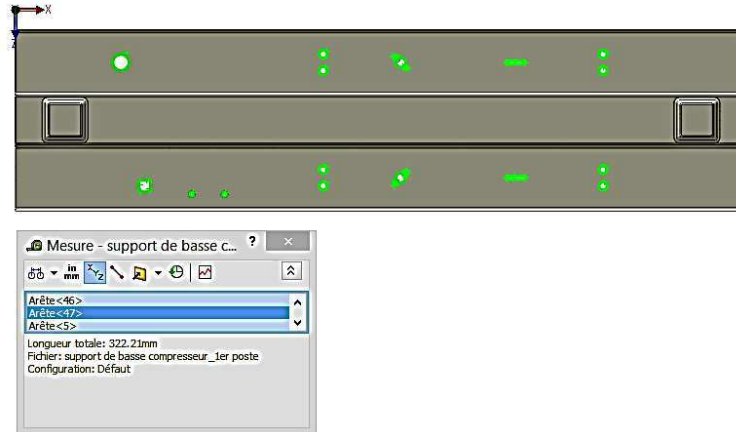 X
Z
Mesure - support de basse c... ?
in
mm
XYZ
Arête<46>
Arête<47>
Arête<5>
Longueur totale: 322.21mm
Fichier: support de basse compresseur_1er poste
Configuration: Défaut